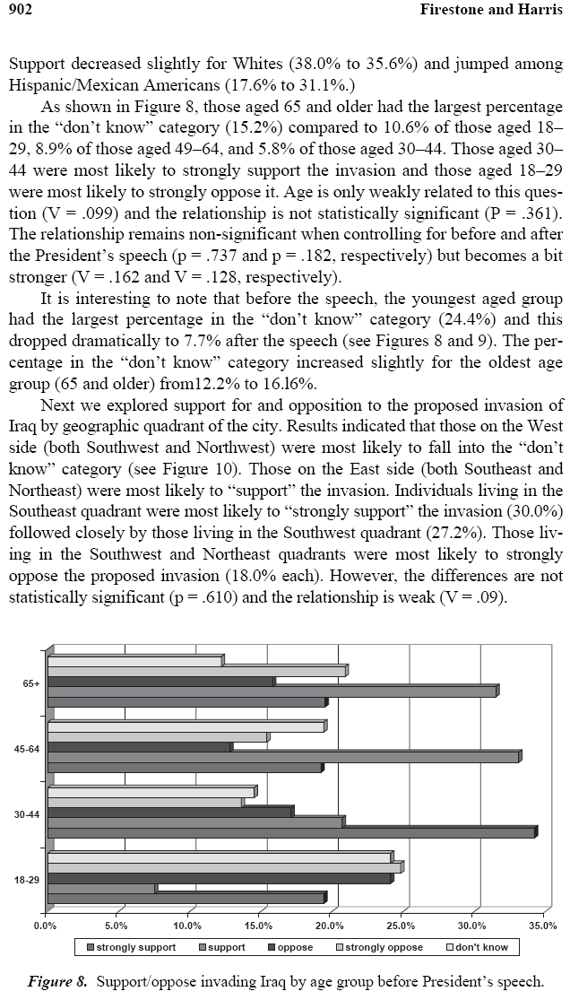 902 Firestone and Harris
Support decreased slightly for Whites (38.0% to 35.6%) and jumped among
Hispanic/Mexican Americans (17.6% to 31.1%.)
As shown in Figure 8, those aged 65 and older had the largest percentage
in the “don’t know” category (15.2%) compared to 10.6% of those aged 18–
29, 8.9% of those aged 49–64, and 5.8% of those aged 30–44. Those aged 30–
44 were most likely to strongly support the invasion and those aged 18–29
were most likely to strongly oppose it. Age is only weakly related to this ques-
tion (V = .099) and the relationship is not statistically significant (P = .361).
The relationship remains non-significant when controlling for before and after
the President’s speech (p = .737 and p = .182, respectively) but becomes a bit
stronger (V = .162 and V = .128, respectively).
It is interesting to note that before the speech, the youngest aged group
had the largest percentage in the “don’t know” category (24.4%) and this
dropped dramatically to 7.7% after the speech (see Figures 8 and 9). The per-
centage in the “don’t know” category increased slightly for the oldest age
group (65 and older) from12.2% to 16.l6%.
Next we explored support for and opposition to the proposed invasion of
Iraq by geographic quadrant of the city. Results indicated that those on the West
side (both Southwest and Northwest) were most likely to fall into the “don’t
know” category (see Figure 10). Those on the East side (both Southeast and
Northeast) were most likely to “support” the invasion. Individuals living in the
Southeast quadrant were most likely to “strongly support” the invasion (30.0%)
followed closely by those living in the Southwest quadrant (27.2%). Those liv-
ing in the Southwest and Northeast quadrants were most likely to strongly
oppose the proposed invasion (18.0% each). However, the differences are not
statistically significant (p = .610) and the relationship is weak (V = .09).
65+
45-64
30-44
18-29
0.0% 5.0% 10.0% 15.0% 20.0% 25.0% 30.0% 35.0%
strongly support support oppose strongly oppose don't know
Figure 8. Support/oppose invading Iraq by age group before President’s speech.